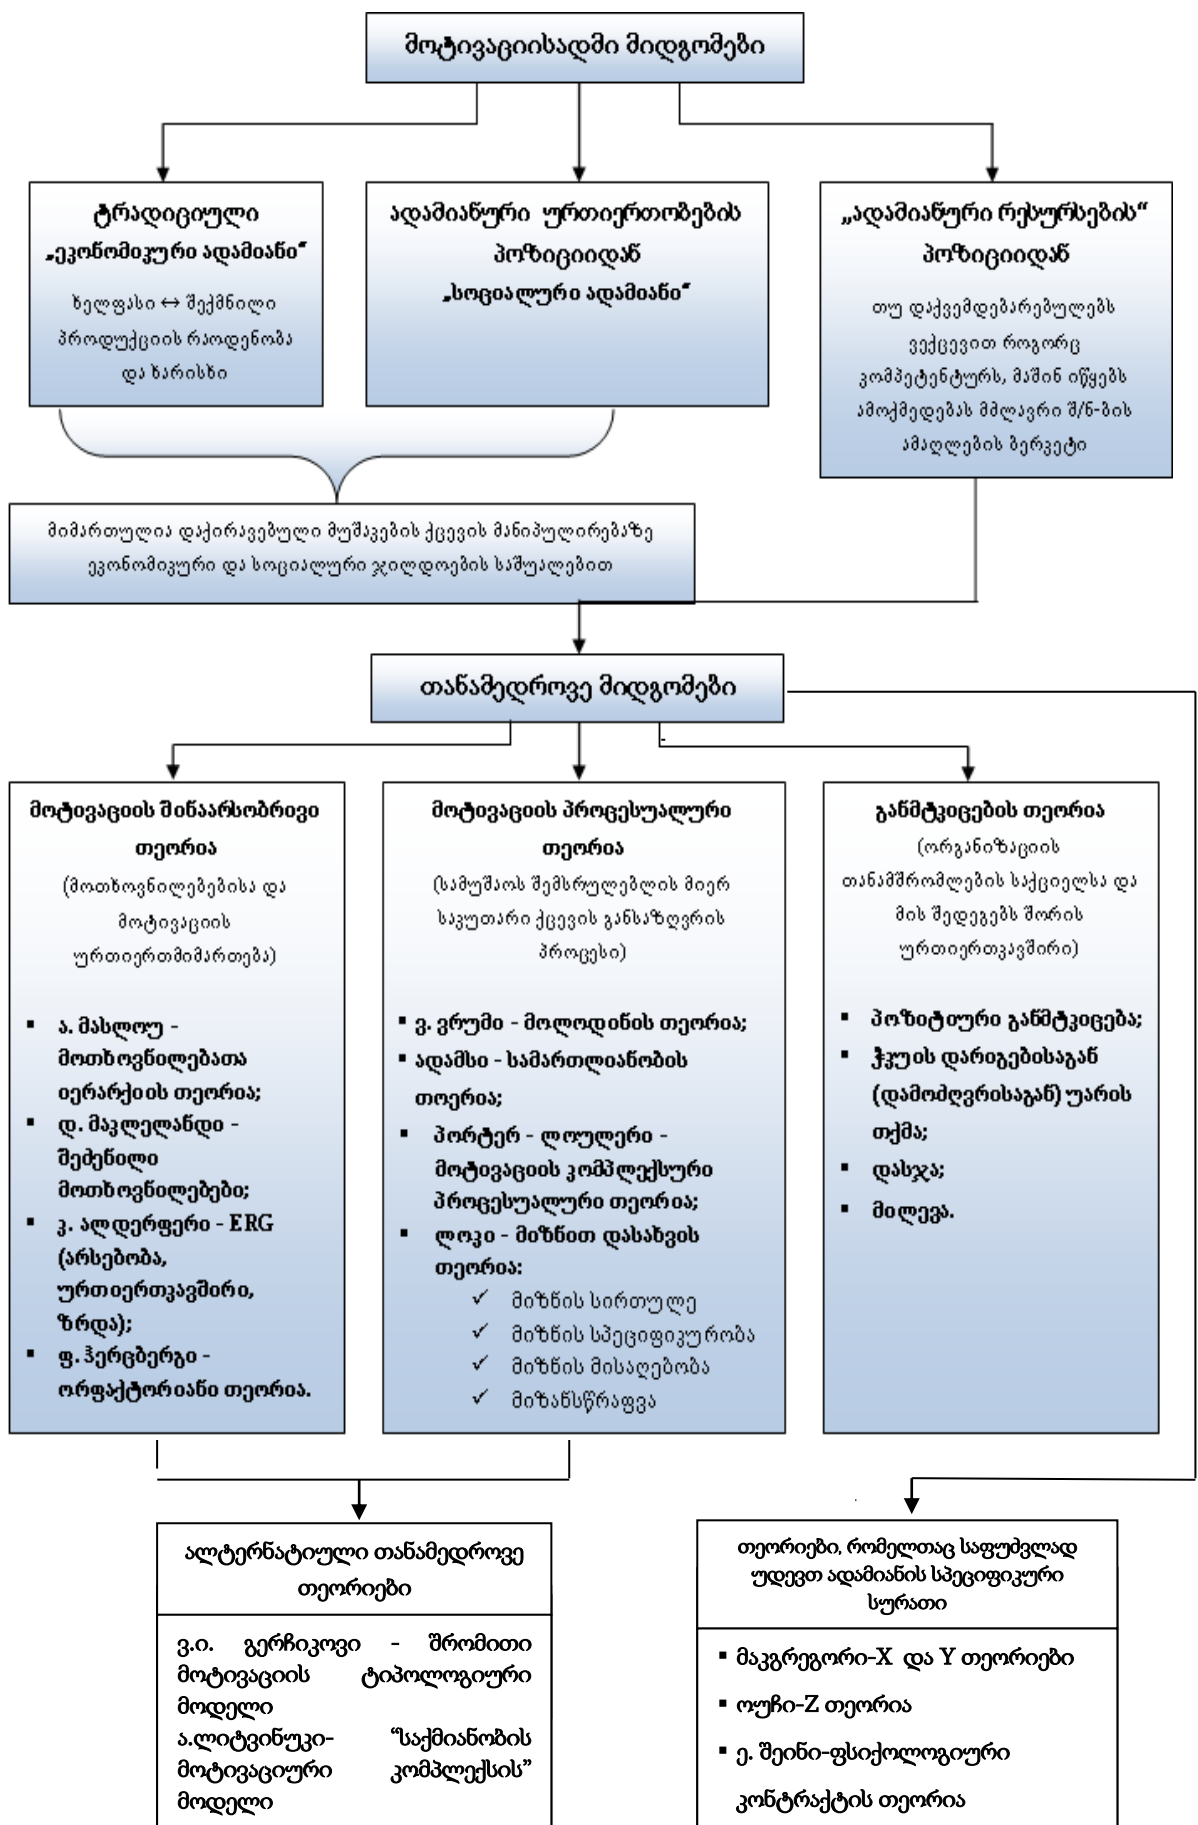 მოტივაციისადმი მიდგომები
ტრადიციული
„ეკონომიკური ადამიანი“
ხელფასი ↔ შექმნილი
პროდუქციის რაოდენობა
და ხარისხი
ადამიანური ურთიერთობების
პოზიციიდან
„სოციალური ადამიანი“
„ადამიანური რესურსების“
პოზიციიდან
თუ დაქვემდებარებულებს
ვექცევით როგორც
კომპეტენტურს, მაშინ იწყებს
ამოქმედებას მძლავრი შ/ნ-ბის
ამაღლების ბერკეტი
მიმართულია დაქირავებული მუშაკების ქცევის მანიპულირებაზე
ეკონომიკური და სოციალური ჯილდოების საშუალებით
თანამედროვე მიდგომები
მოტივაციის შინაარსობრივი
თეორია
(მოთხოვნილებებისა და
მოტივაციის
ურთიერთმიმართება)
▪ ა. მასლოუ -
მოთხოვნილებათა
იერარქიის თეორია;
▪ დ. მაკლელანდი -
შეძენილი
მოთხოვნილებები;
▪ კ. ალდერფერი - ERG
(არსებობა,
ურთიერთკავშირი,
ზრდა);
▪ ფ. ჰერცბერგი -
ორფაქტორიანი თეორია.
მოტივაციის პროცესუალური
თეორია
(სამუშაოს შემსრულებლის მიერ
საკუთარი ქცევის განსაზღვრის
პროცესი)
▪ ვ. ვრუმი - მოლოდინის თეორია;
▪ ადამსი - სამართლიანობის
თოერია;
▪ პორტერ - ლოულერი -
მოტივაციის კომპლექსური
პროცესუალური თეორია;
▪ ლოკი - მიზნით დასახვის
თეორია:
✓ მიზნის სირთულე
✓ მიზნის სპეციფიკურობა
✓ მიზნის მისაღებობა
✓ მიზანსწრაფვა
განმტკიცების თეორია
(ორგანიზაციის
თანამშრომლების საქციელსა და
მის შედეგებს შორის
ურთიერთკავშირი)
▪ პოზიტიური განმტკიცება;
▪ ჭკუის დარიგებისაგან
(დამოძღვრისაგან) უარის
თქმა;
▪ დასჯა;
▪ მილევა.
ალტერნატიული თანამედროვე
თეორიები
ვ.ი. გერჩიკოვი - შრომითი
მოტივაციის ტიპოლოგიური
მოდელი
ა.ლიტვინუკი- “საქმიანობის
მოტივაციური კომპლექსის”
მოდელი
თეორიები, რომელთაც საფუძვლად
უდევთ ადამიანის სპეციფიკური
სურათი
▪ მაკგრეგორი-X და Y თეორიები
▪ ოუჩი-Z თეორია
▪ ე. შეინი-ფსიქოლოგიური
კონტრაქტის თეორია